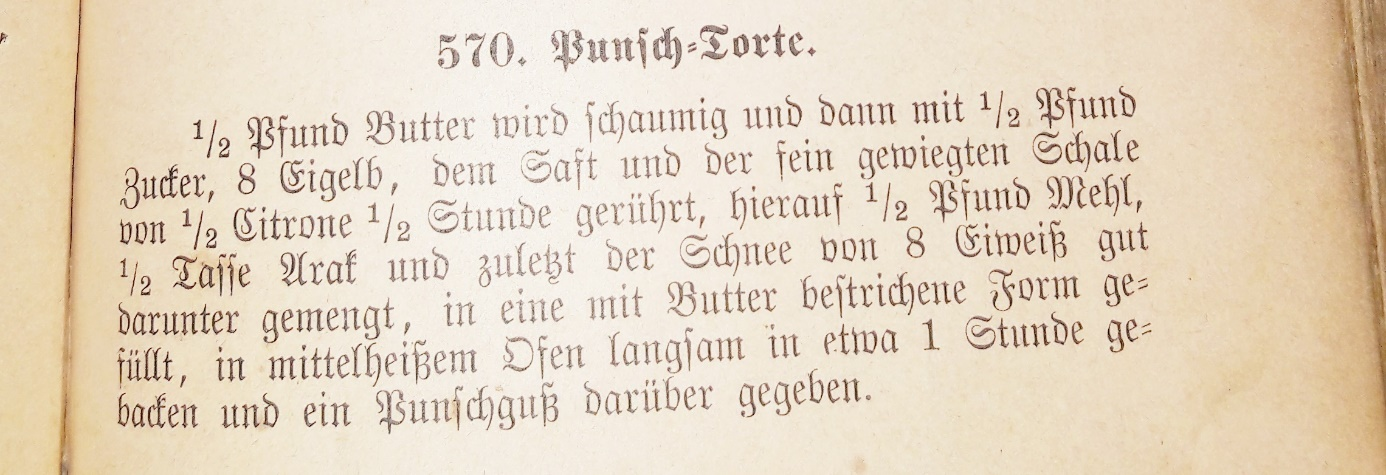 570. Punsch-Torte.
1/2 Pfund Butter wird schaumig und dann mit 1/2 Pfund
Zucker, 8 Eigelb, dem Saft und der fein gewiegten Schale
von 1/2 Citrone 1/2 Stunde gerührt, hierauf 1/2 Pfund Mehl,
1/2 Tasse Arak und zuletzt der Schnee von 8 Eiweiß gut
darunter gemengt, in eine mit Butter bestrichene Form ge-
füllt, in mittelheißem Ofen langsam in etwa 1 Stunde ge-
backen und ein Punschguß darüber gegeben.